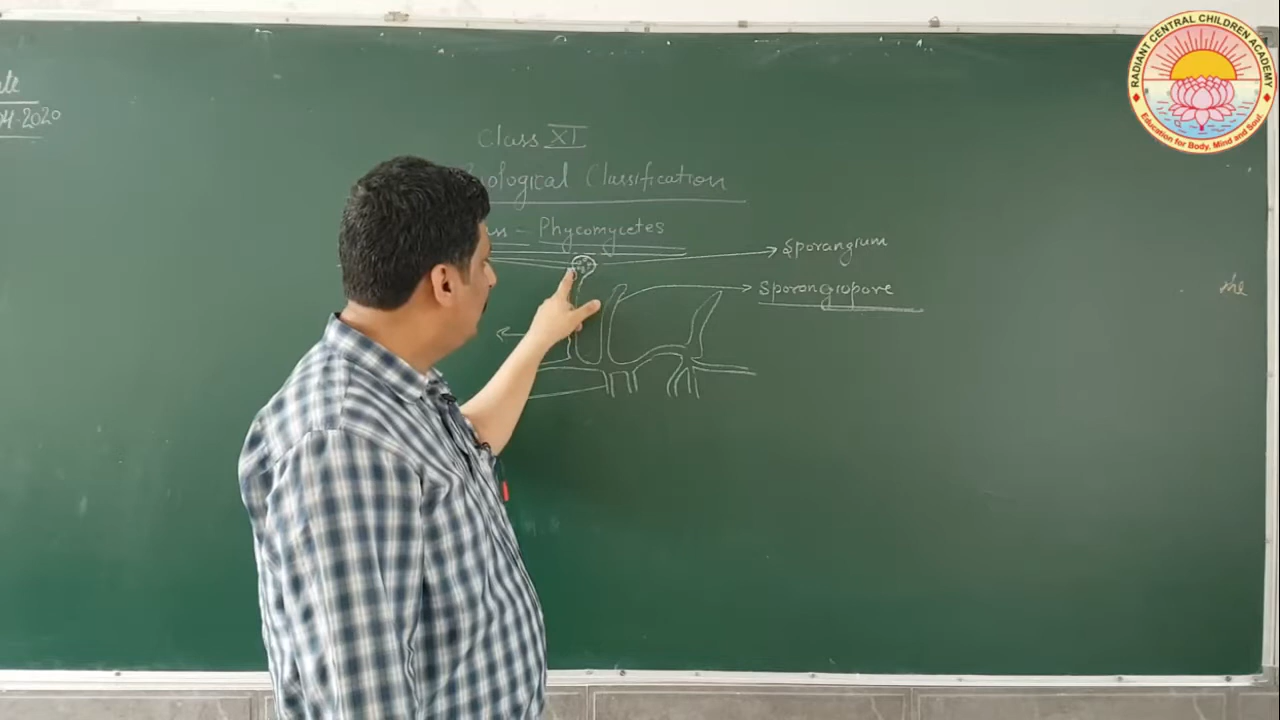 RADIANT CENTRAL CHILDREN ACADEMY
Education for Body, Mind and Soul.
04.2020
Class XI
Biological Classification
Phycomycetes
Sporangium
Sporangiopore